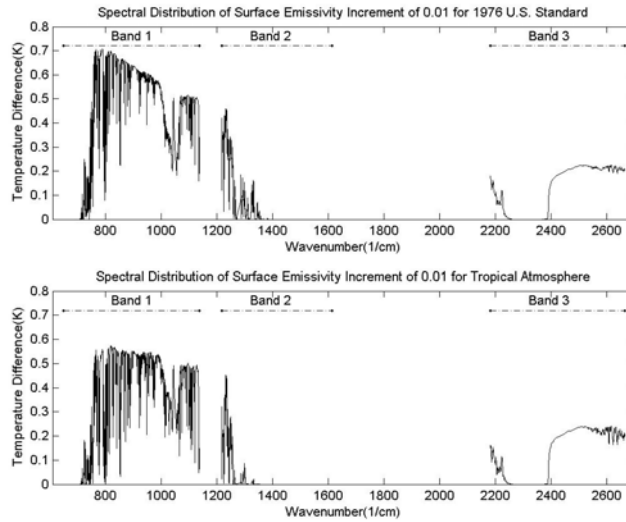 Spectral Distribution of Surface Emissivity Increment of 0.01 for 1976 U.S. Standard
Band 1 Band 2 Band 3
Temperature Difference(K)
0.8
0.7
0.6
0.5
0.4
0.3
0.2
0.1
0
800 1000 1200 1400 1600 1800 2000 2200 2400 2600
Wavenumber(1/cm)
Spectral Distribution of Surface Emissivity Increment of 0.01 for Tropical Atmosphere
Band 1 Band 2 Band 3
Temperature Difference(K)
0.8
0.7
0.6
0.5
0.4
0.3
0.2
0.1
0
800 1000 1200 1400 1600 1800 2000 2200 2400 2600
Wavenumber(1/cm)